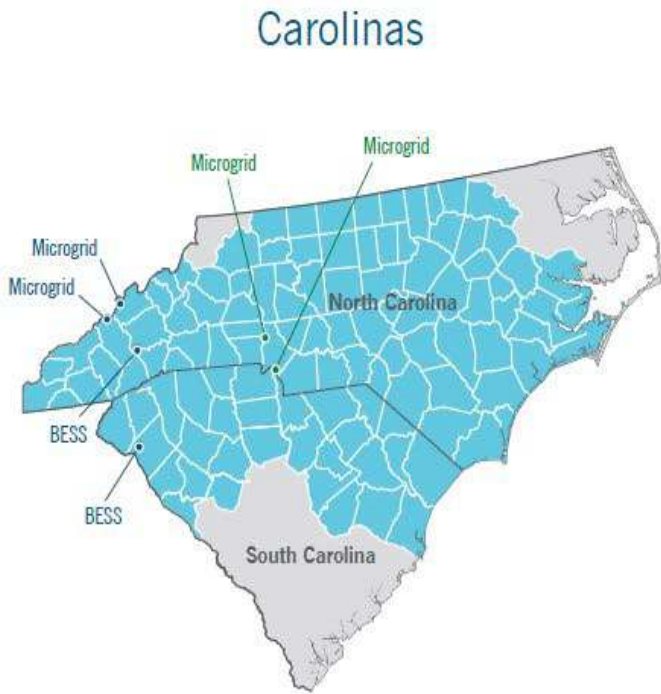 Carolinas
Microgrid
Microgrid
Microgrid
Microgrid
North Carolina
BESS
BESS
South Carolina